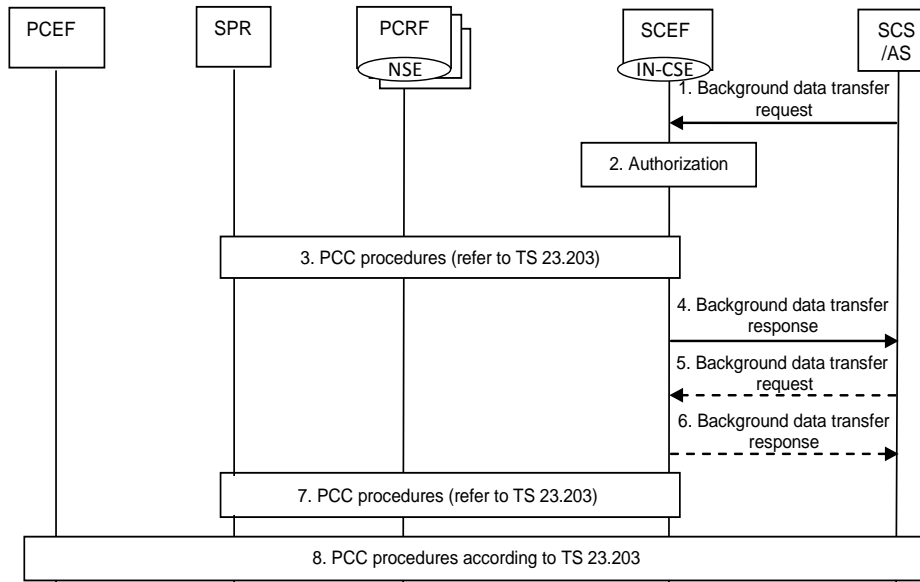 PCEF
SPR
PCRF
NSE
SCEF
IN-CSE
SCS
/AS
1. Background data transfer
request
2. Authorization
3. PCC procedures (refer to TS 23.203)
4. Background data transfer
response
5. Background data transfer
request
6. Background data transfer
response
7. PCC procedures (refer to TS 23.203)
8. PCC procedures according to TS 23.203